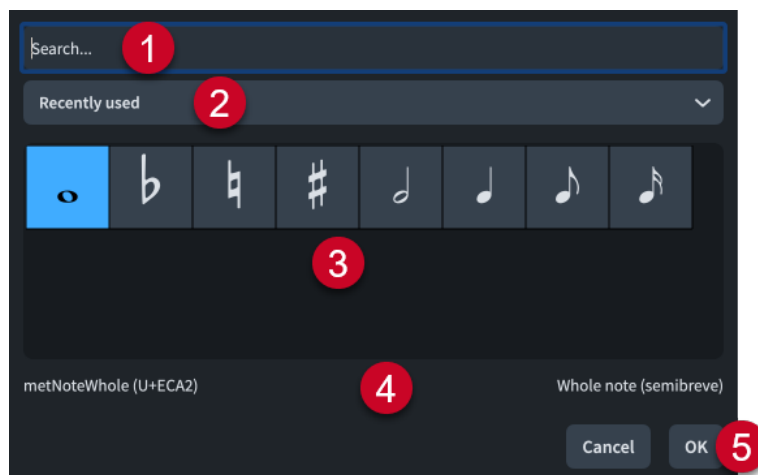 Search... 1
Recently used 2
3
metNoteWhole (U+ECA2) 4 Whole note (semibreve)
Cancel OK 5